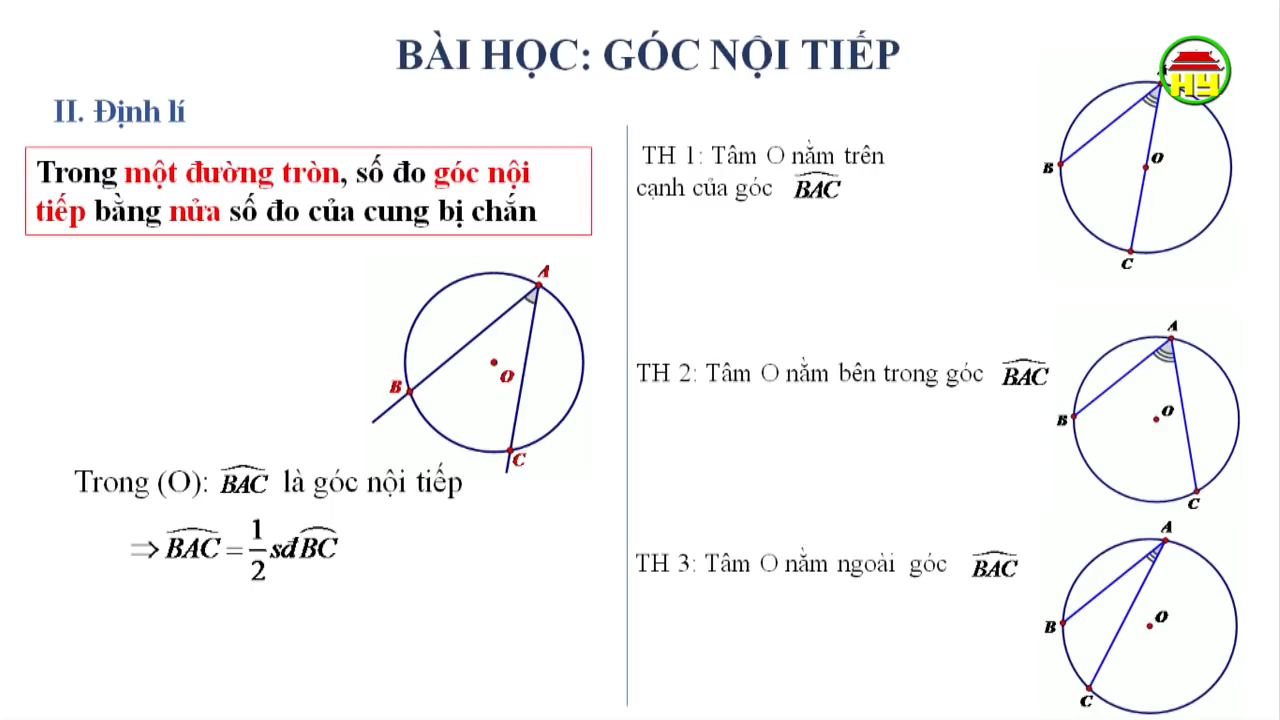 BÀI HỌC: GÓC NỘI TIẾP
II. Định lí
Trong một đường tròn, số đo góc nội
tiếp bằng nửa số đo của cung bị chắn
A
B
O
C
Trong (O): BAC là góc nội tiếp
⇒ BAC = 1/2 sđ BC
TH 1: Tâm O nằm trên
cạnh của góc BAC
HY
B
O
C
TH 2: Tâm O nằm bên trong góc BAC
A
B
O
C
TH 3: Tâm O nằm ngoài góc BAC
A
B
O
C